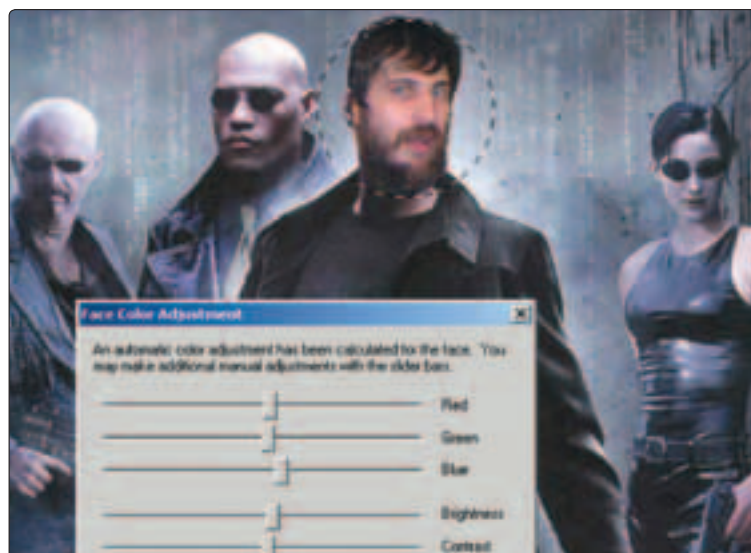 Face Color Adjustment
An automatic color adjustment has been calculated for the face. You
may make additional manual adjustments with the slider bars.
Red
Green
Blue
Brightness
Contrast